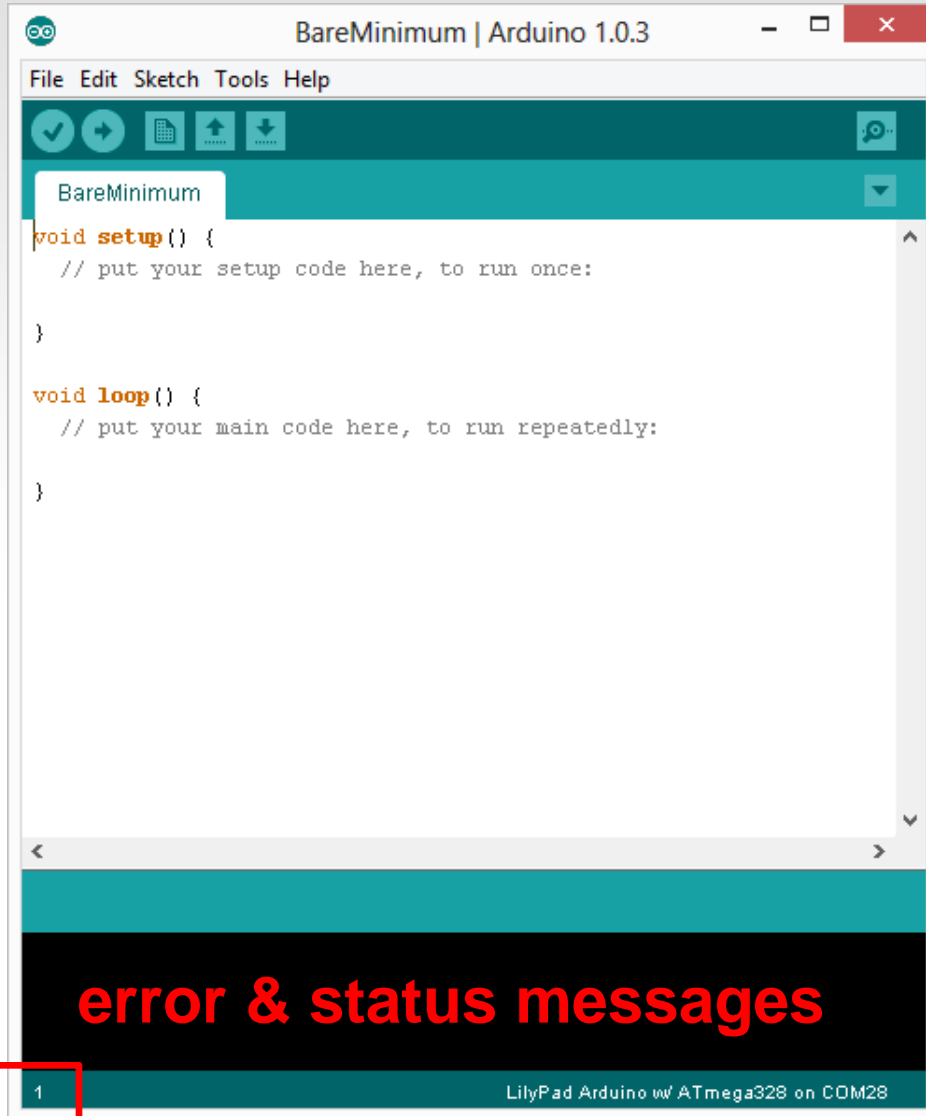 BareMinimum | Arduino 1.0.3
File Edit Sketch Tools Help
BareMinimum
void setup() {
  // put your setup code here, to run once:
}
void loop() {
  // put your main code here, to run repeatedly:
}
error & status messages
1 LilyPad Arduino w/ ATmega328 on COM28